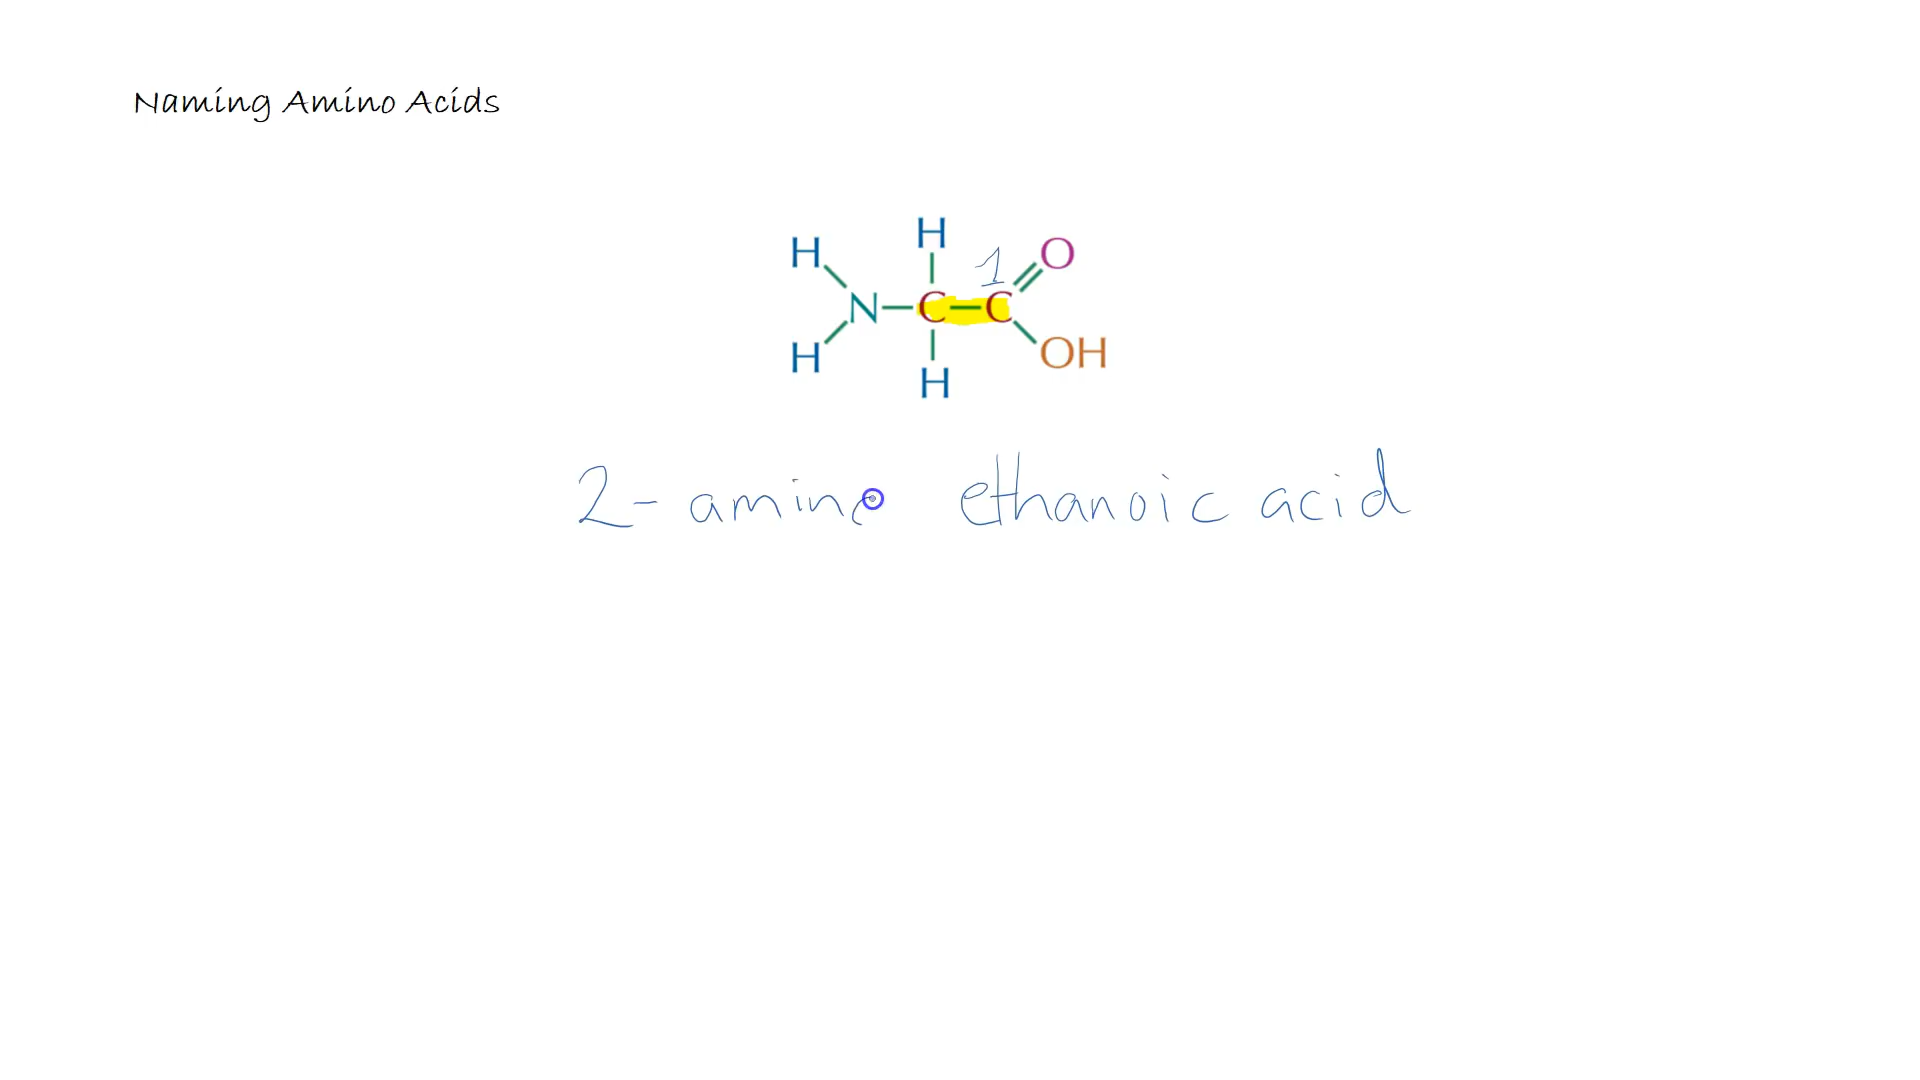 Naming Amino Acids
H H 1 O
N C C
H H OH
2-amino ethanoic acid